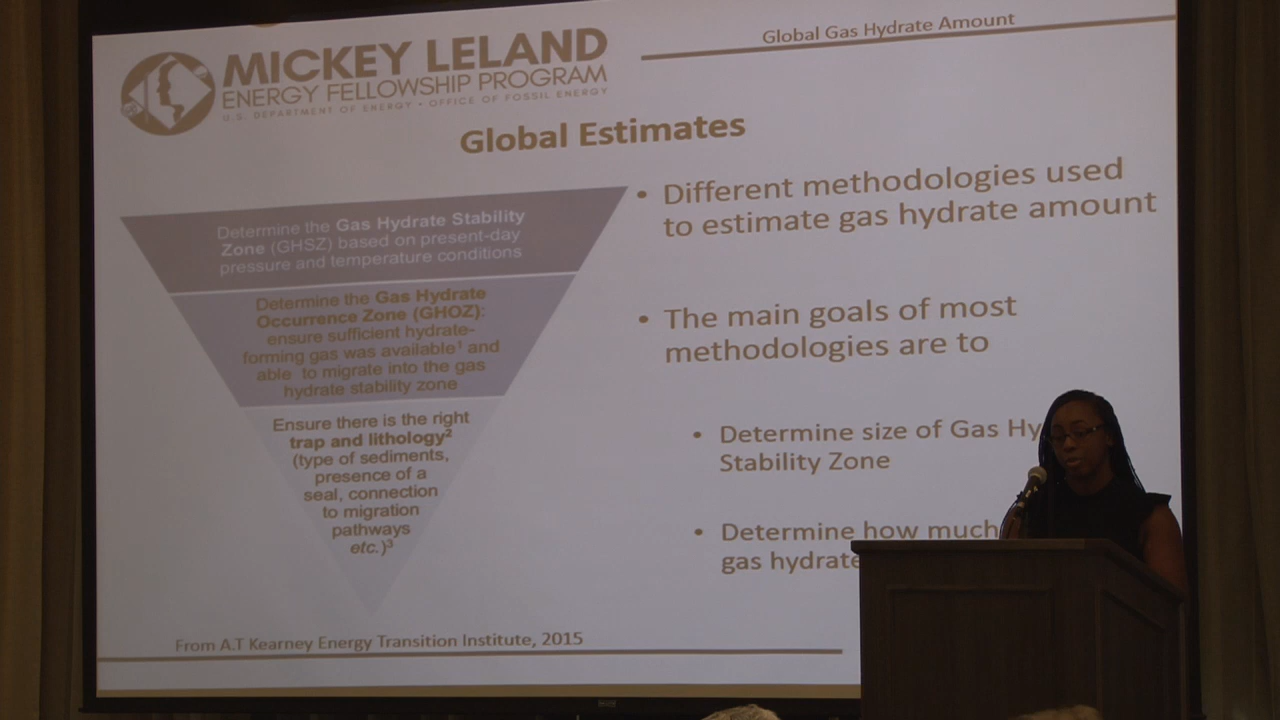 Global Gas Hydrate Amount
MICKEY LELAND
ENERGY FELLOWSHIP PROGRAM
U.S. DEPARTMENT OF ENERGY • OFFICE OF FOSSIL ENERGY
Global Estimates
Determine the Gas Hydrate Stability
Zone (GHSZ) based on present-day
pressure and temperature conditions
Determine the Gas Hydrate
Occurrence Zone (GHOZ):
ensure sufficient hydrate-
forming gas was available¹ and
able to migrate into the gas
hydrate stability zone
Ensure there is the right
trap and lithology²
(type of sediments,
presence of a
seal, connection
to migration
pathways
etc.)³
• Different methodologies used
to estimate gas hydrate amount
• The main goals of most
methodologies are to
• Determine size of Gas Hy
Stability Zone
• Determine how much
gas hydrate
From A.T Kearney Energy Transition Institute, 2015